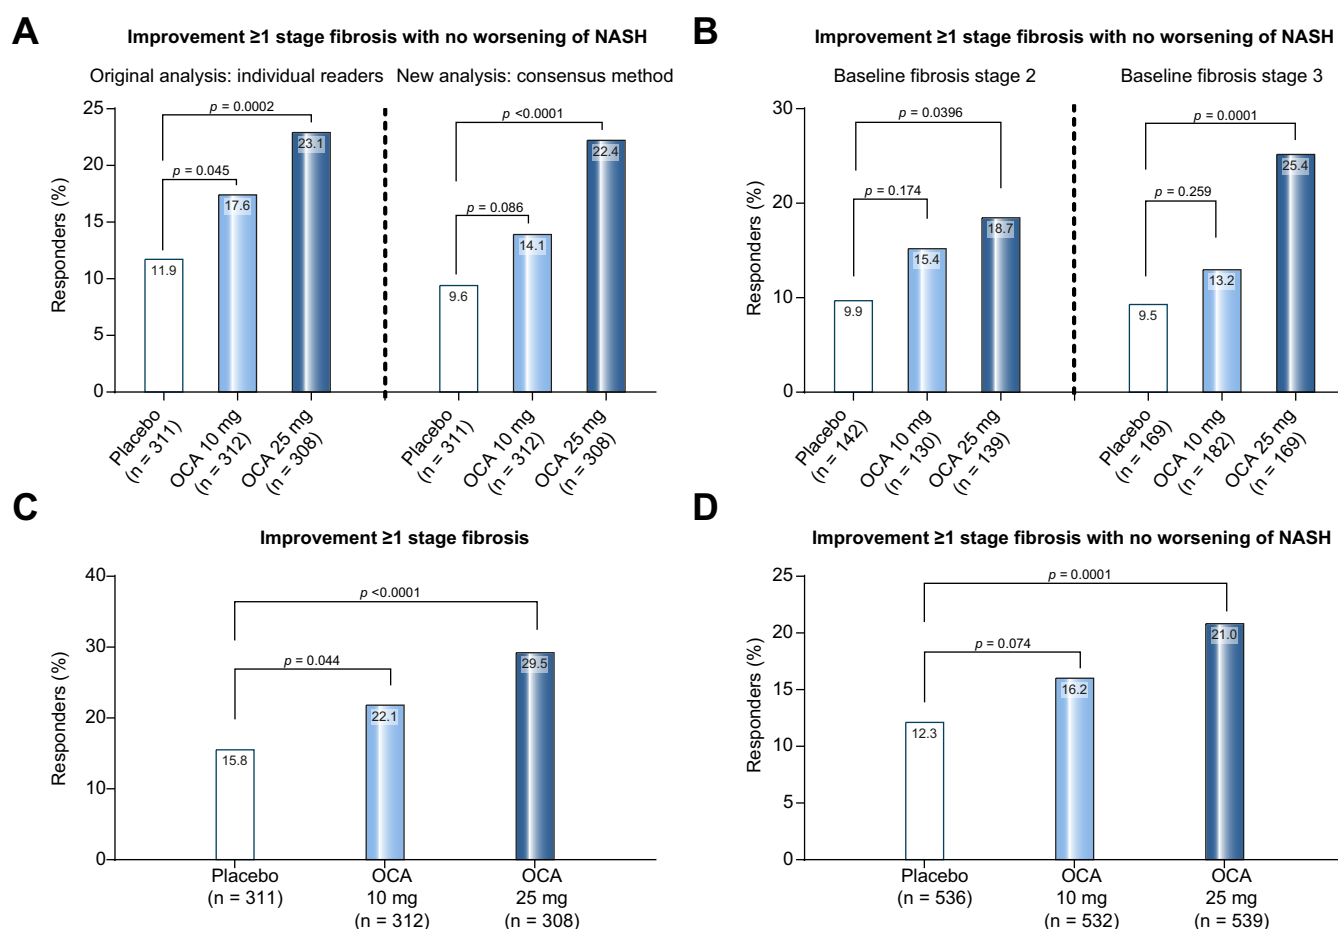 A
Improvement ≥1 stage fibrosis with no worsening of NASH
Original analysis: individual readers
New analysis: consensus method
Responders (%)
25
20
15
10
5
0
p = 0.0002
p = 0.045
11.9
17.6
23.1
p <0.0001
p = 0.086
9.6
14.1
22.4
Placebo
(n = 311)
OCA 10 mg
(n = 312)
OCA 25 mg
(n = 308)
Placebo
(n = 311)
OCA 10 mg
(n = 312)
OCA 25 mg
(n = 308)
B
Improvement ≥1 stage fibrosis with no worsening of NASH
Baseline fibrosis stage 2
Baseline fibrosis stage 3
Responders (%)
30
20
10
0
p = 0.0396
p = 0.174
9.9
15.4
18.7
p = 0.0001
p = 0.259
9.5
13.2
25.4
Placebo
(n = 142)
OCA 10 mg
(n = 130)
OCA 25 mg
(n = 139)
Placebo
(n = 169)
OCA 10 mg
(n = 182)
OCA 25 mg
(n = 169)
C
Improvement ≥1 stage fibrosis
Responders (%)
40
30
20
10
0
p <0.0001
p = 0.044
15.8
22.1
29.5
Placebo
(n = 311)
OCA
10 mg
(n = 312)
OCA
25 mg
(n = 308)
D
Improvement ≥1 stage fibrosis with no worsening of NASH
Responders (%)
25
20
15
10
5
0
p = 0.0001
p = 0.074
12.3
16.2
21.0
Placebo
(n = 536)
OCA
10 mg
(n = 532)
OCA
25 mg
(n = 539)